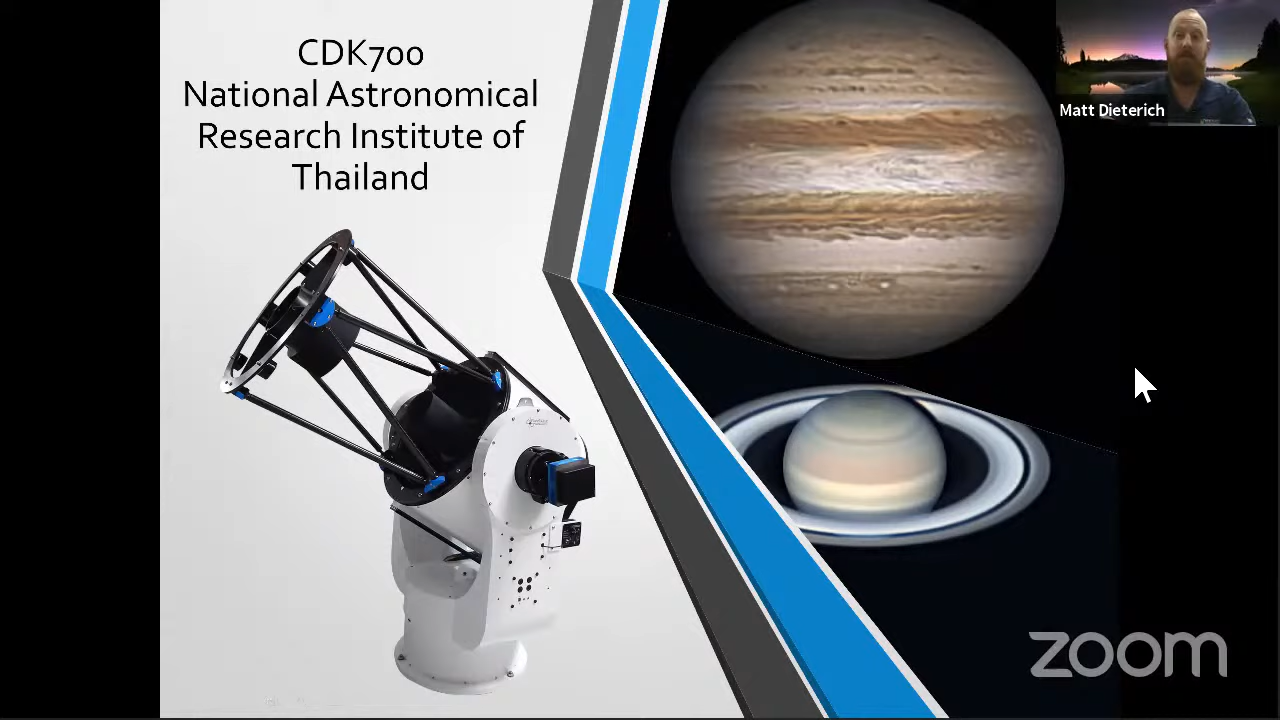 CDK700
National Astronomical
Research Institute of
Thailand
Matt Dieterich
zoom